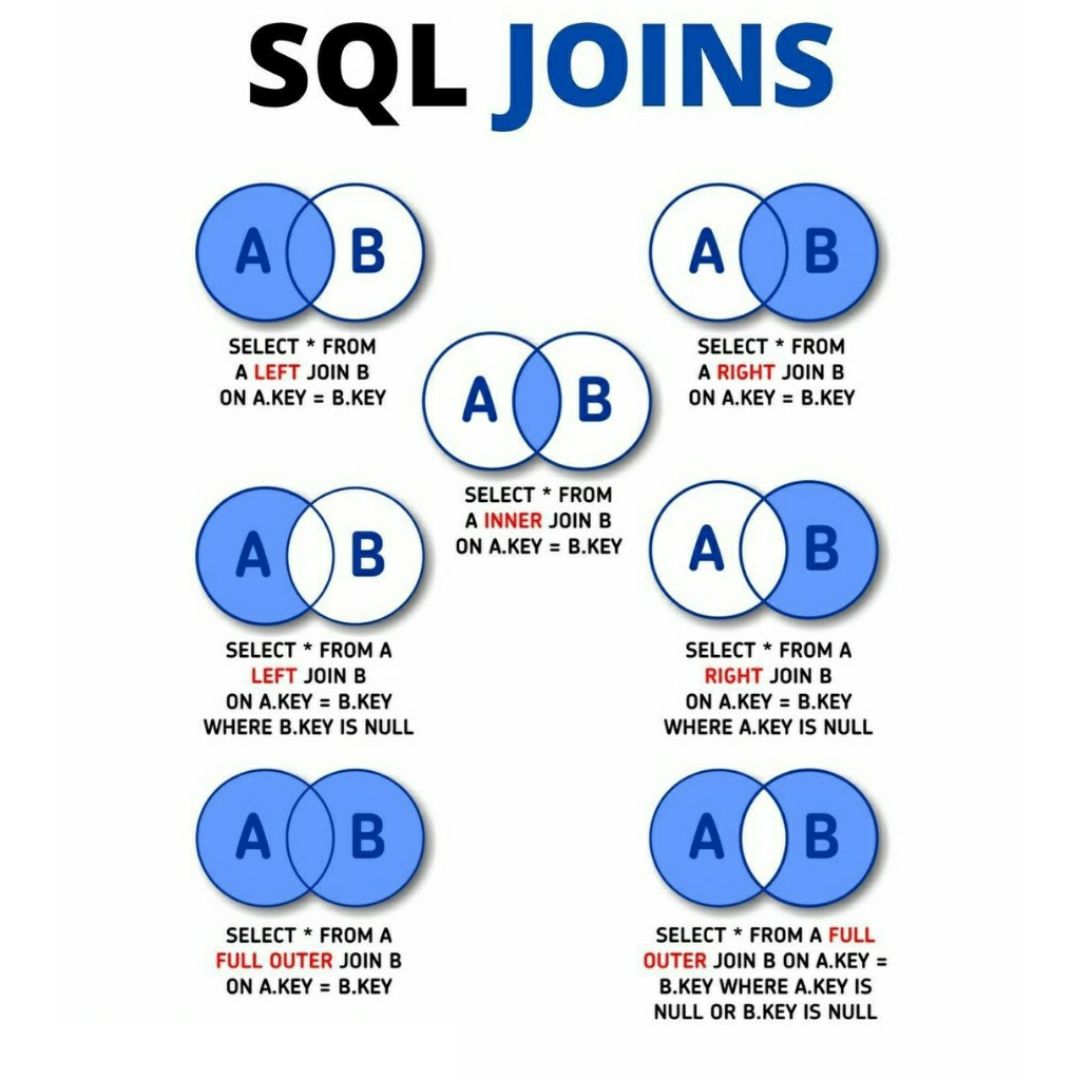 SQL JOINS
A B
SELECT * FROM
A LEFT JOIN B
ON A.KEY = B.KEY
A B
SELECT * FROM
A RIGHT JOIN B
ON A.KEY = B.KEY
A B
SELECT * FROM
A INNER JOIN B
ON A.KEY = B.KEY
A B
SELECT * FROM A
LEFT JOIN B
ON A.KEY = B.KEY
WHERE B.KEY IS NULL
A B
SELECT * FROM A
RIGHT JOIN B
ON A.KEY = B.KEY
WHERE A.KEY IS NULL
A B
SELECT * FROM A
FULL OUTER JOIN B
ON A.KEY = B.KEY
A B
SELECT * FROM A FULL
OUTER JOIN B ON A.KEY =
B.KEY WHERE A.KEY IS
NULL OR B.KEY IS NULL